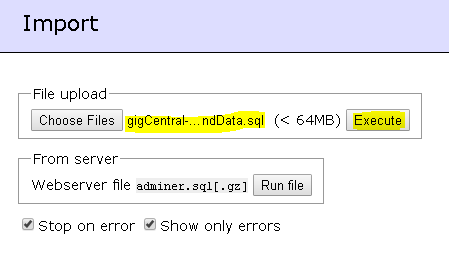 Import
File upload
Choose Files gigCentral-...ndData.sql (< 64MB) Execute
From server
Webserver file adminer.sql[.gz] Run file
Stop on error Show only errors